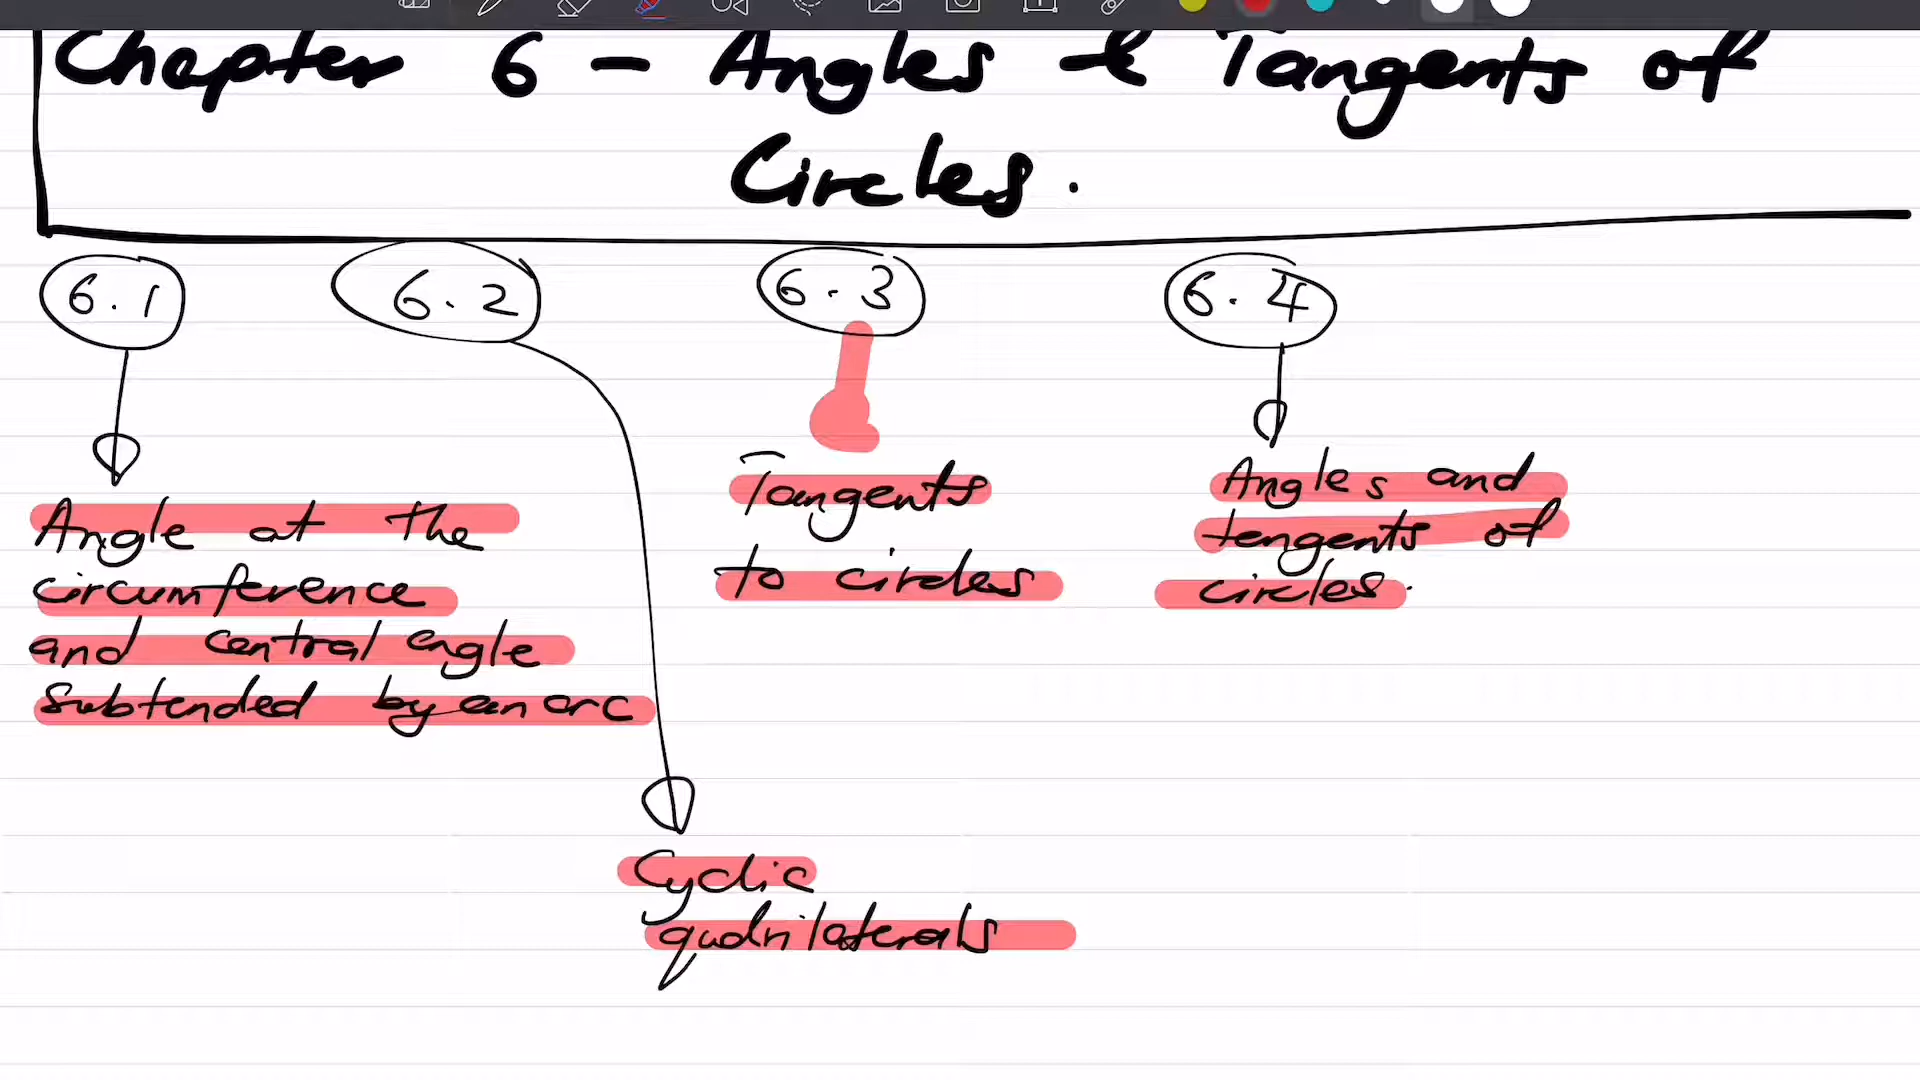 Chapter 6 - Angles & Tangents of
Circles.
6.1
6.2
6.3
6.4
Angle at the
circumference
and central angle
subtended by an arc
Cyclic
quadrilaterals
Tangents
to circles
Angles and
tangents of
circles.